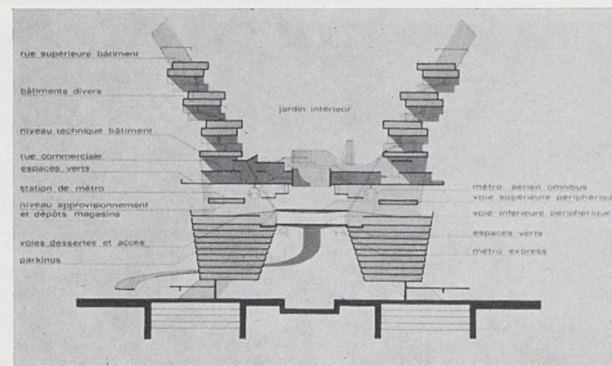 rue supérieure bâtiment
bâtiments divers
jardin intérieur
niveau technique bâtiment
rue commerciale
espaces verts
station de métro
niveau approvisionnement
et dépôts magasins
voies dessertes et accès
parkings
métro aérien omnibus
voie supérieure périphérique
voie inférieure périphérique
espaces verts
métro express